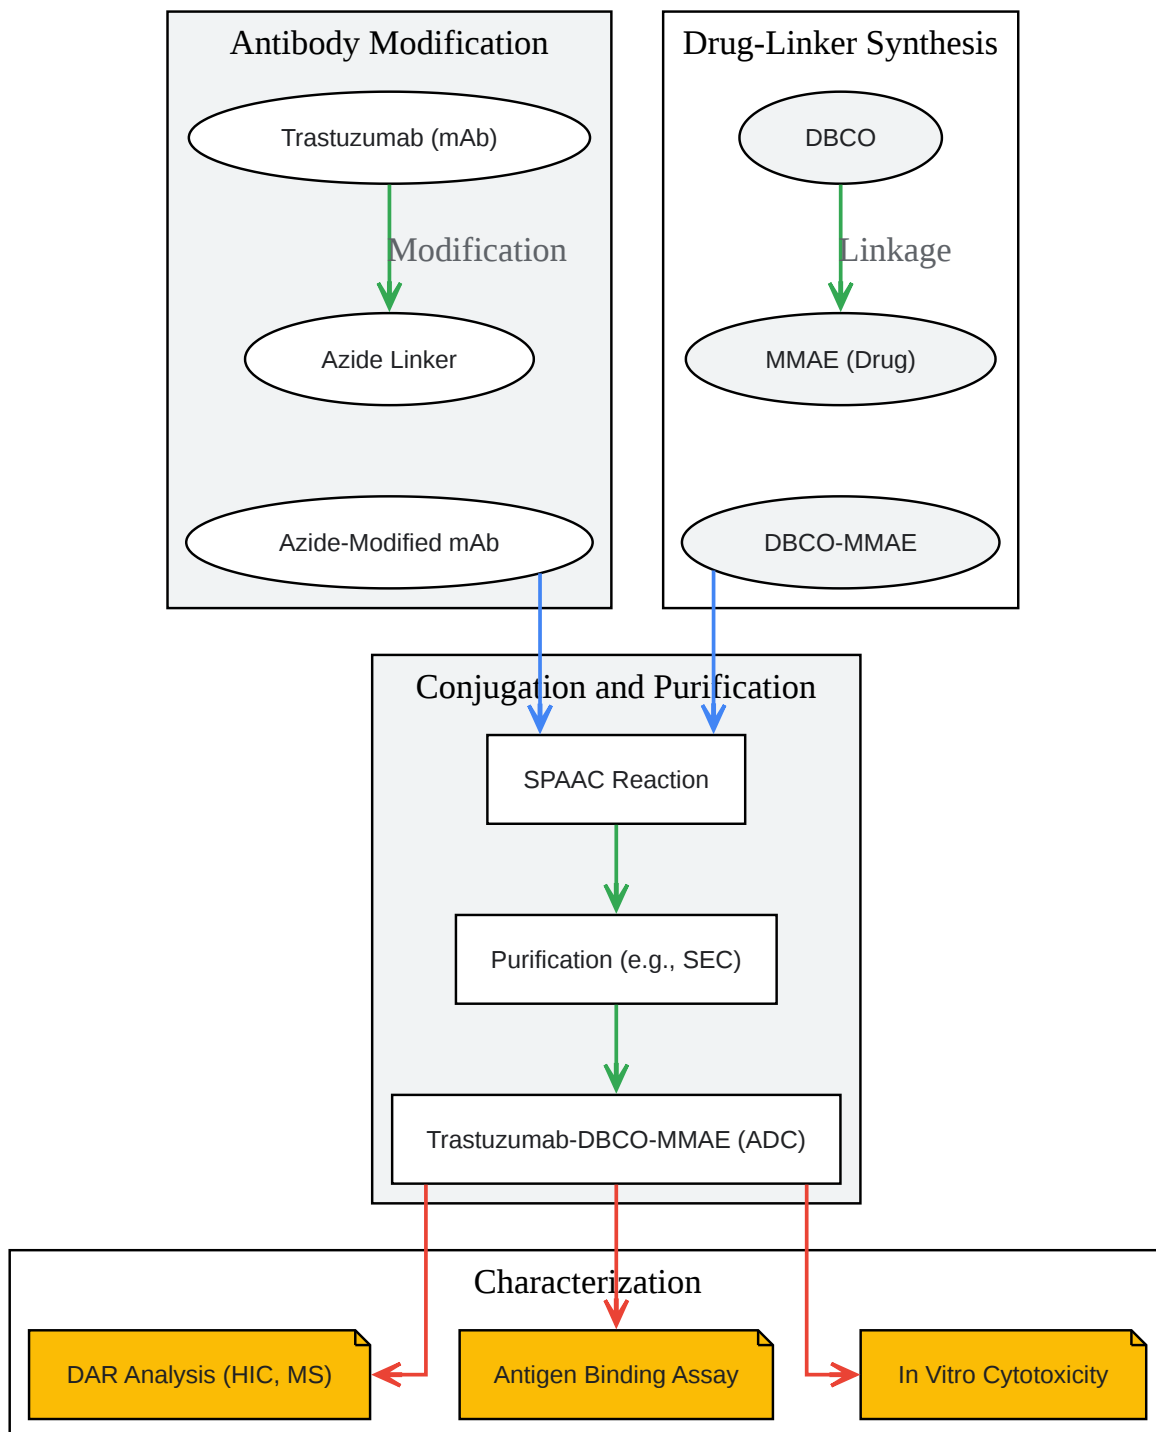 Antibody Modification
Drug-Linker Synthesis
Trastuzumab (mAb)
DBCO
Modification
Linkage
Azide Linker
MMAE (Drug)
Azide-Modified mAb
DBCO-MMAE
Conjugation and Purification
SPAAC Reaction
Purification (e.g., SEC)
Trastuzumab-DBCO-MMAE (ADC)
Characterization
DAR Analysis (HIC, MS)
Antigen Binding Assay
In Vitro Cytotoxicity